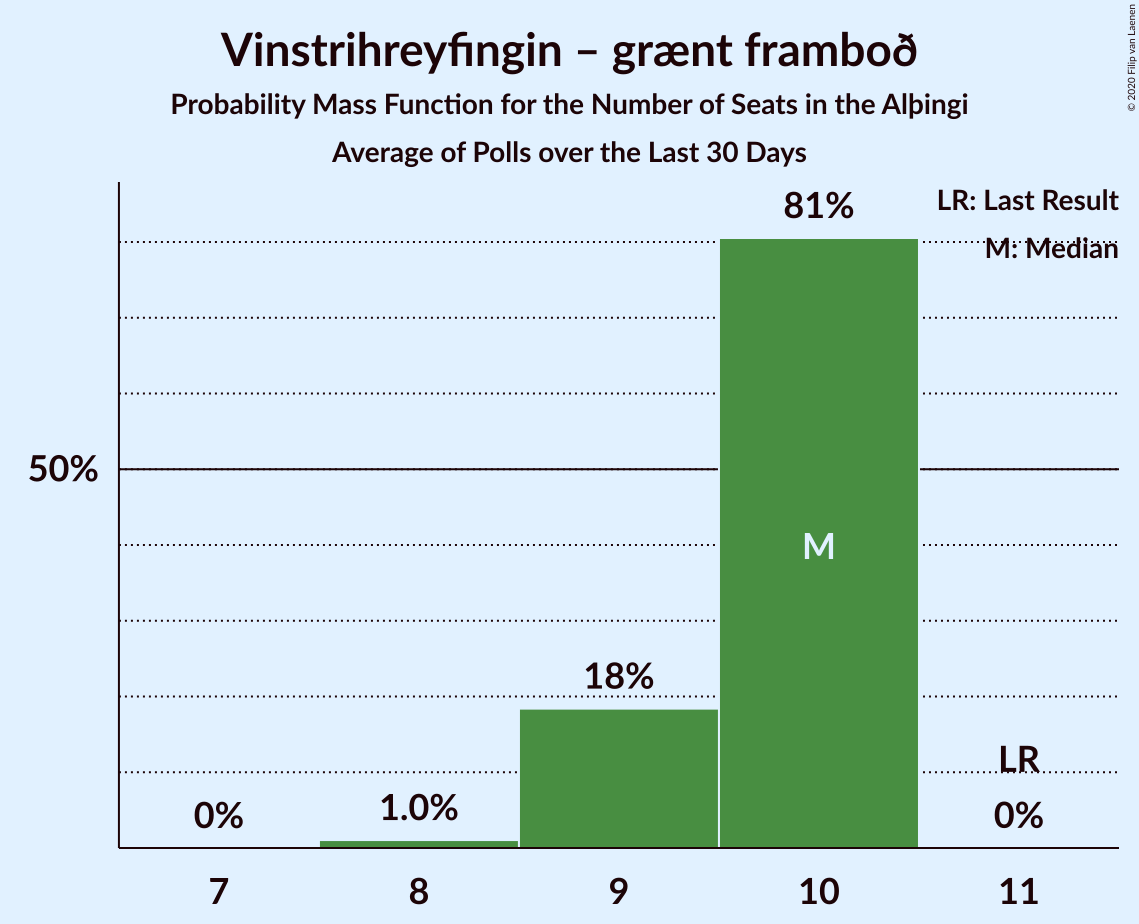 Vinstrihreyfingin – grænt framboð
Probability Mass Function for the Number of Seats in the Alþingi
Average of Polls over the Last 30 Days
© 2020 Filip van Laenen
81%
LR: Last Result
M: Median
50%
M
18%
LR
0%
1.0%
0%
7
8
9
10
11